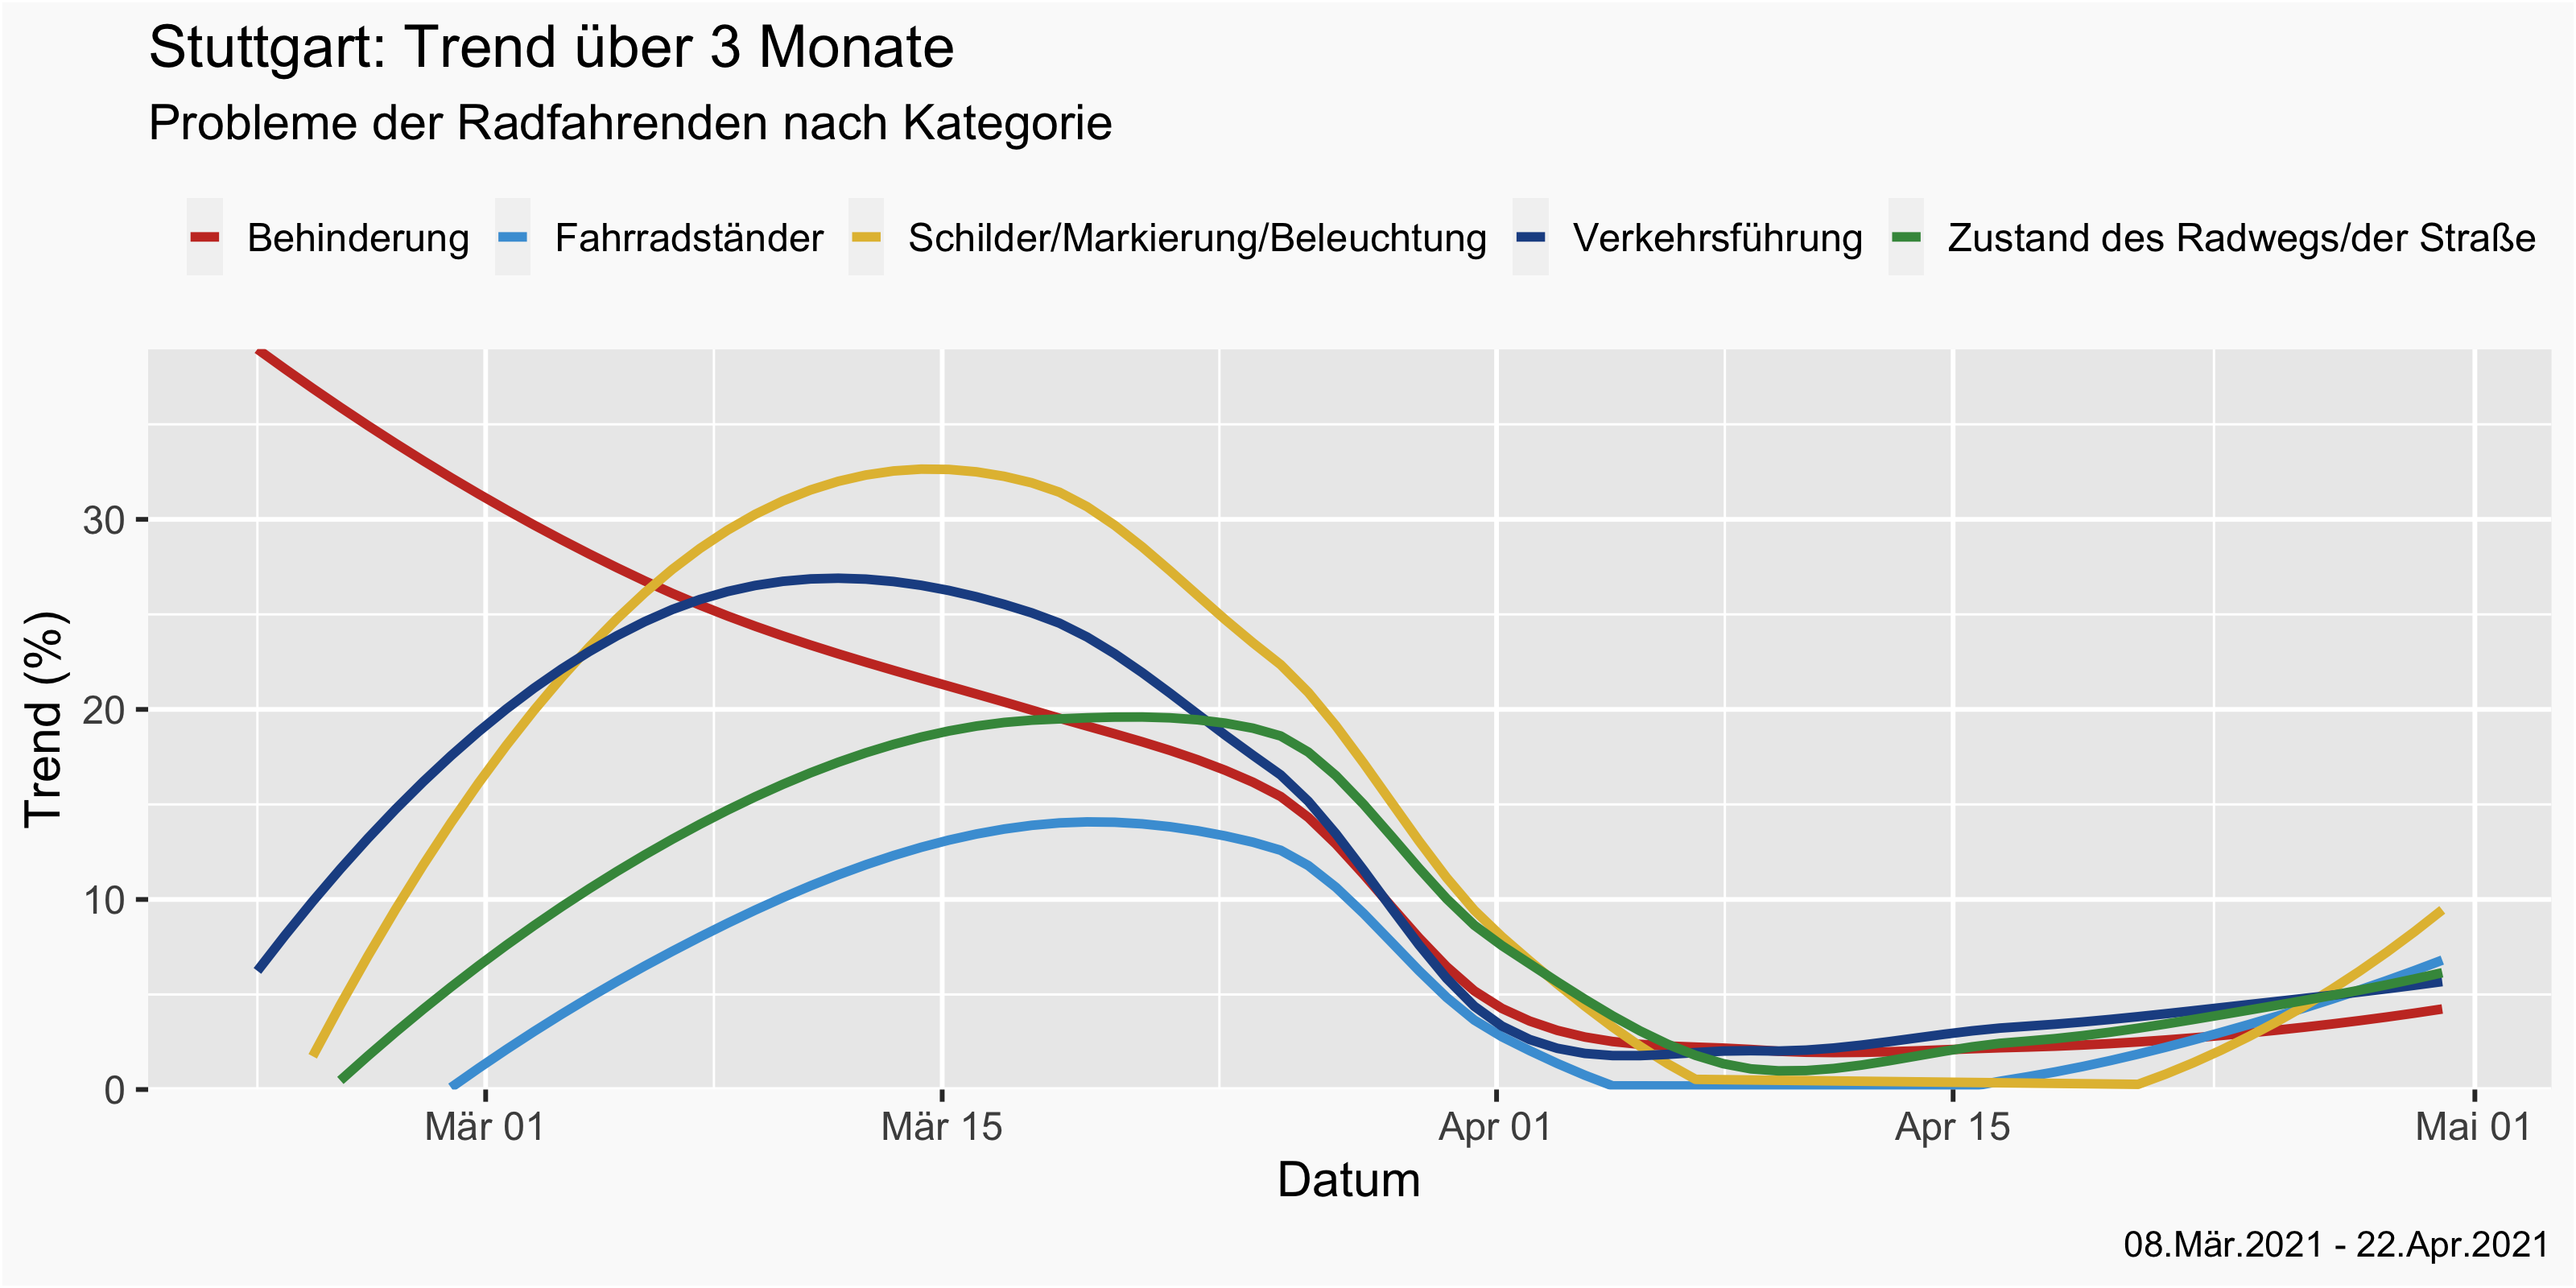 Stuttgart: Trend über 3 Monate
Probleme der Radfahrenden nach Kategorie
Behinderung Fahrradständer Schilder/Markierung/Beleuchtung Verkehrsführung Zustand des Radwegs/der Straße
Trend (%)
30
20
10
0
Mär 01 Mär 15 Apr 01 Apr 15 Mai 01
Datum
08.Mär.2021 - 22.Apr.2021